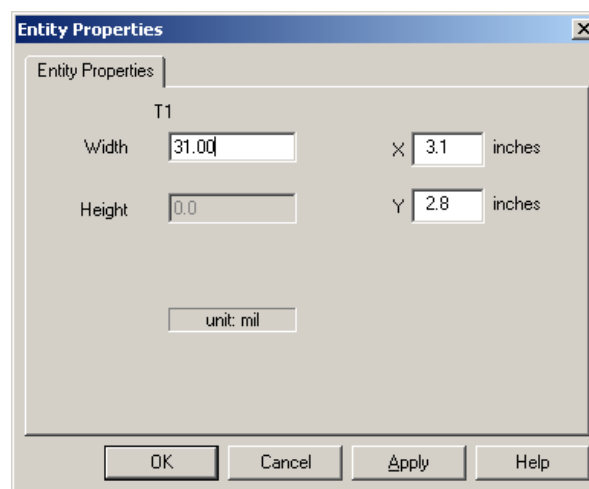 Entity Properties
Entity Properties
T1
Width 31.00 X 3.1 inches
Height 0.0 Y 2.8 inches
unit: mil
OK Cancel Apply Help